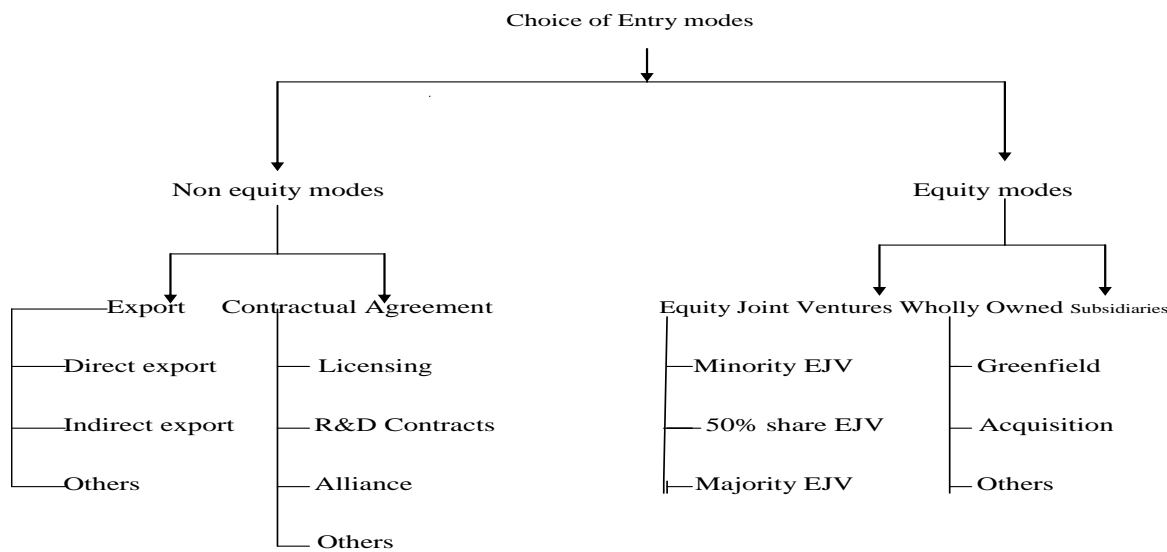 Choice of Entry modes
Non equity modes
Equity modes
Export
Contractual Agreement
Equity Joint Ventures
Wholly Owned Subsidiaries
Direct export
Licensing
Minority EJV
Greenfield
Indirect export
R&D Contracts
50% share EJV
Acquisition
Others
Alliance
Majority EJV
Others
Others